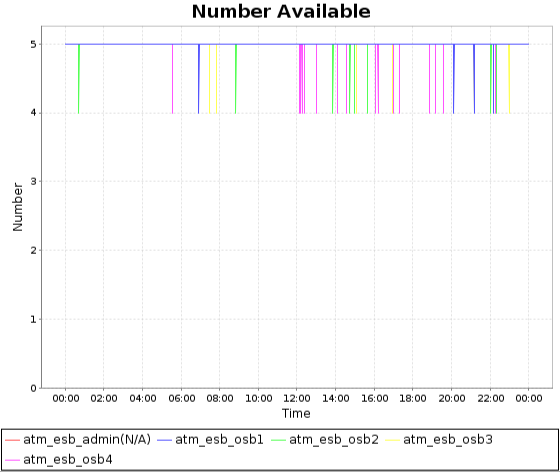 Number Available
5
4
3
2
1
0
Number
00:00 02:00 04:00 06:00 08:00 10:00 12:00 14:00 16:00 18:00 20:00 22:00 00:00
Time
atm_esb_admin(N/A) atm_esb_osb1 atm_esb_osb2 atm_esb_osb3
atm_esb_osb4